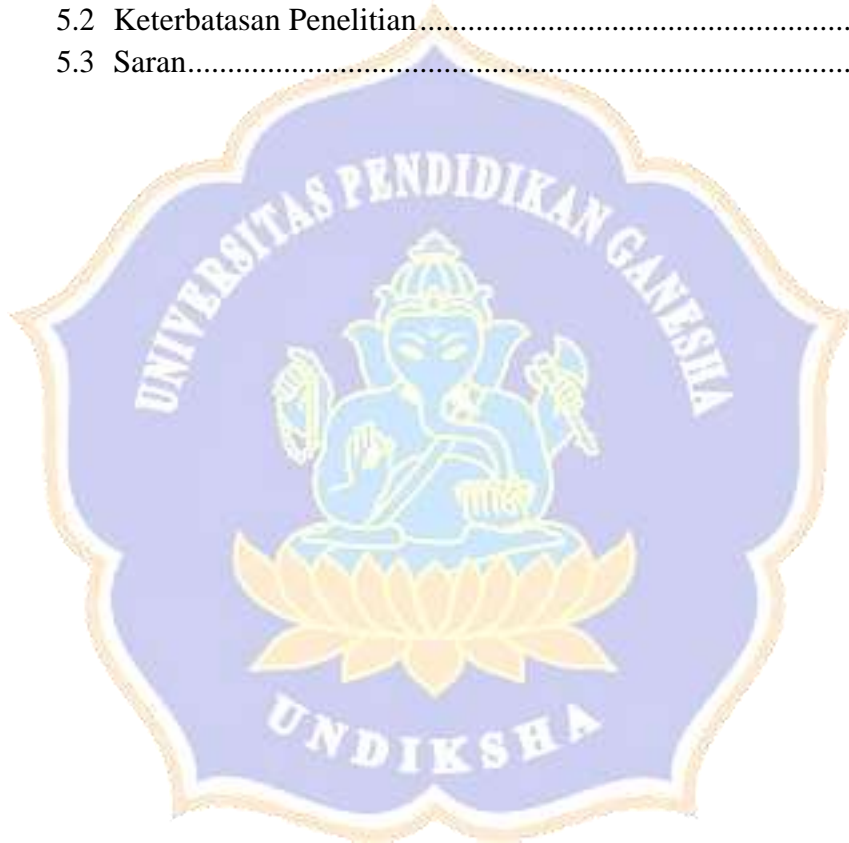 5.2 Keterbatasan Penelitian......................................................
5.3 Saran...................................................................................
UNIVERSITAS PENDIDIKAN GANESHA
UNDIKSHA